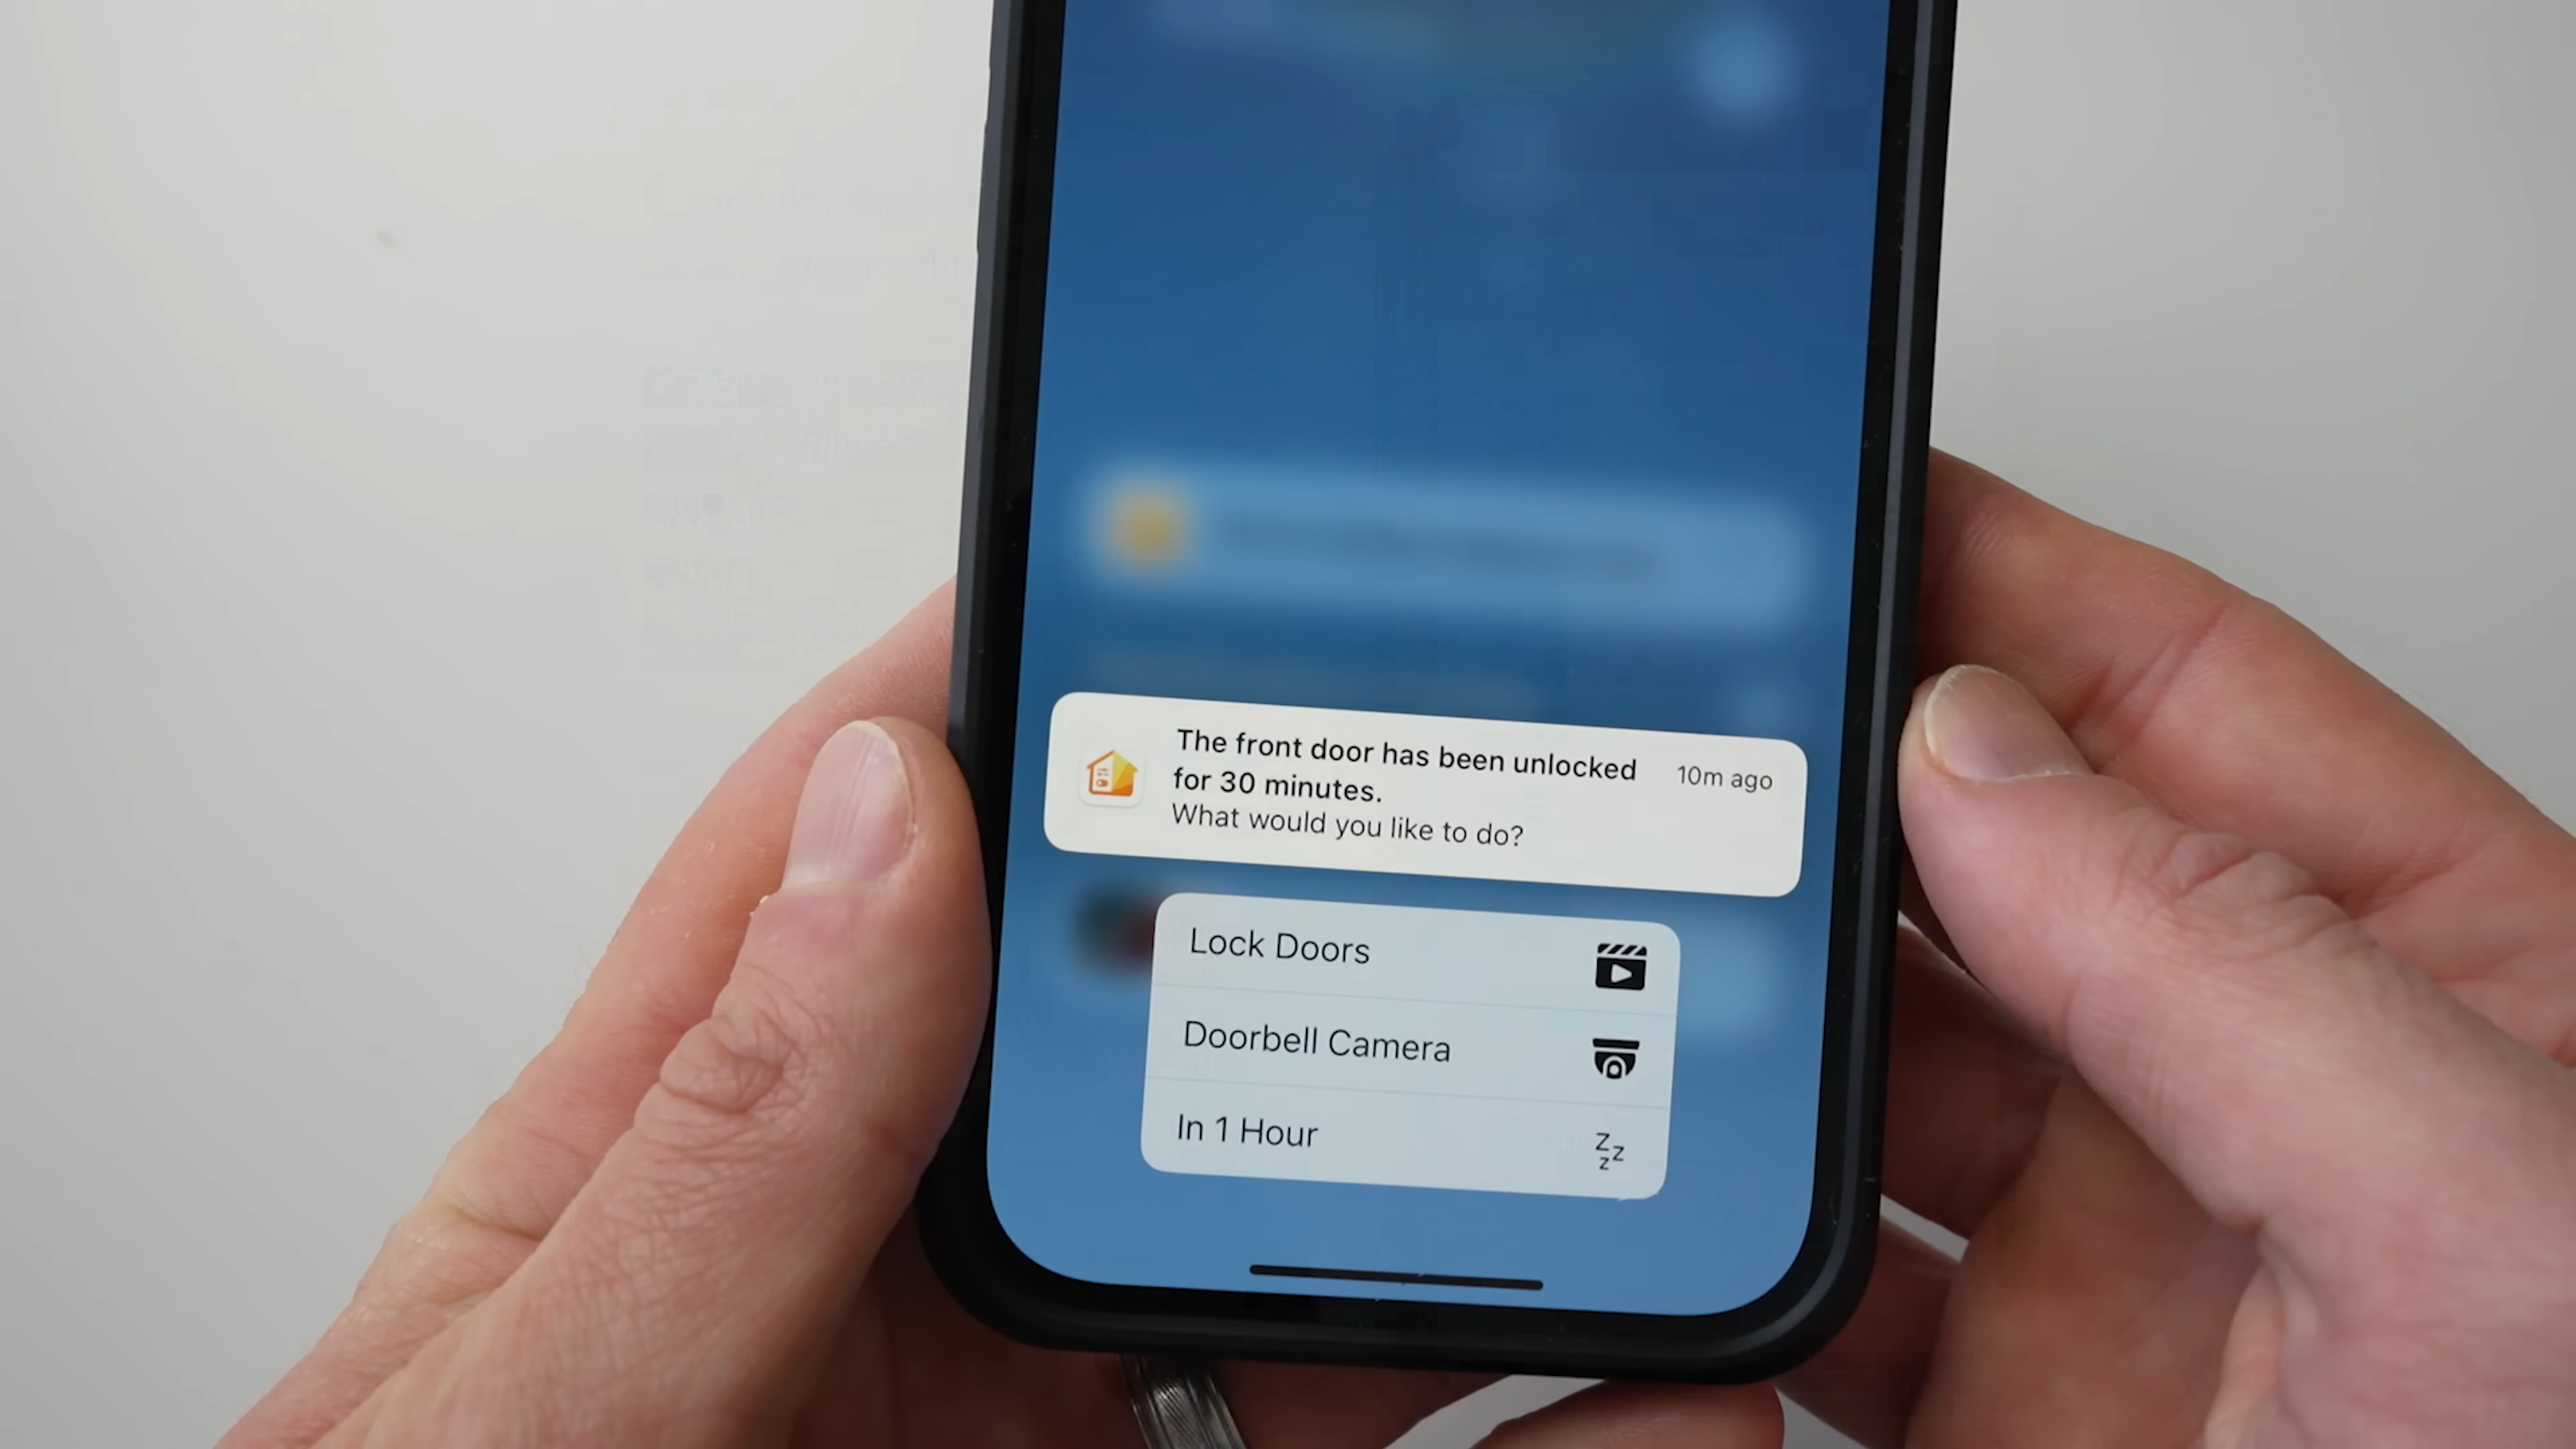 The front door has been unlocked
for 30 minutes.
10m ago
What would you like to do?
Lock Doors
Doorbell Camera
In 1 Hour
zZz